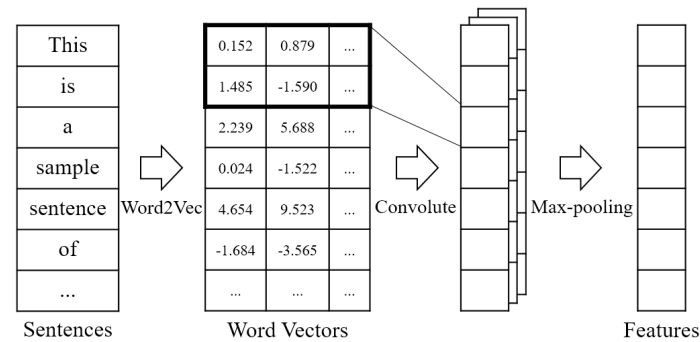 This 0.152 0.879 ...
is 1.485 -1.590 ...
a 2.239 5.688 ...
sample 0.024 -1.522 ...
sentence Word2Vec 4.654 9.523 ... Convolute Max-pooling
of -1.684 -3.565 ...
... ... ... ...
Sentences Word Vectors Features